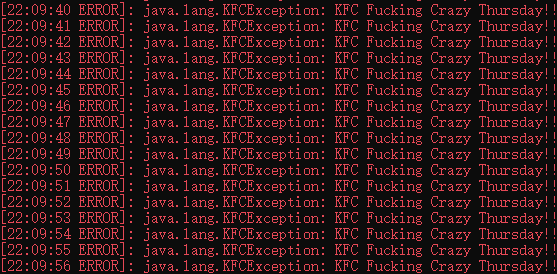 [22:09:40 ERROR]: java.lang.KFCException: KFC Fucking Crazy Thursday!!
[22:09:41 ERROR]: java.lang.KFCException: KFC Fucking Crazy Thursday!!
[22:09:42 ERROR]: java.lang.KFCException: KFC Fucking Crazy Thursday!!
[22:09:43 ERROR]: java.lang.KFCException: KFC Fucking Crazy Thursday!!
[22:09:44 ERROR]: java.lang.KFCException: KFC Fucking Crazy Thursday!!
[22:09:45 ERROR]: java.lang.KFCException: KFC Fucking Crazy Thursday!!
[22:09:46 ERROR]: java.lang.KFCException: KFC Fucking Crazy Thursday!!
[22:09:47 ERROR]: java.lang.KFCException: KFC Fucking Crazy Thursday!!
[22:09:48 ERROR]: java.lang.KFCException: KFC Fucking Crazy Thursday!!
[22:09:49 ERROR]: java.lang.KFCException: KFC Fucking Crazy Thursday!!
[22:09:50 ERROR]: java.lang.KFCException: KFC Fucking Crazy Thursday!!
[22:09:51 ERROR]: java.lang.KFCException: KFC Fucking Crazy Thursday!!
[22:09:52 ERROR]: java.lang.KFCException: KFC Fucking Crazy Thursday!!
[22:09:53 ERROR]: java.lang.KFCException: KFC Fucking Crazy Thursday!!
[22:09:54 ERROR]: java.lang.KFCException: KFC Fucking Crazy Thursday!!
[22:09:55 ERROR]: java.lang.KFCException: KFC Fucking Crazy Thursday!!
[22:09:56 ERROR]: java.lang.KFCException: KFC Fucking Crazy Thursday!!